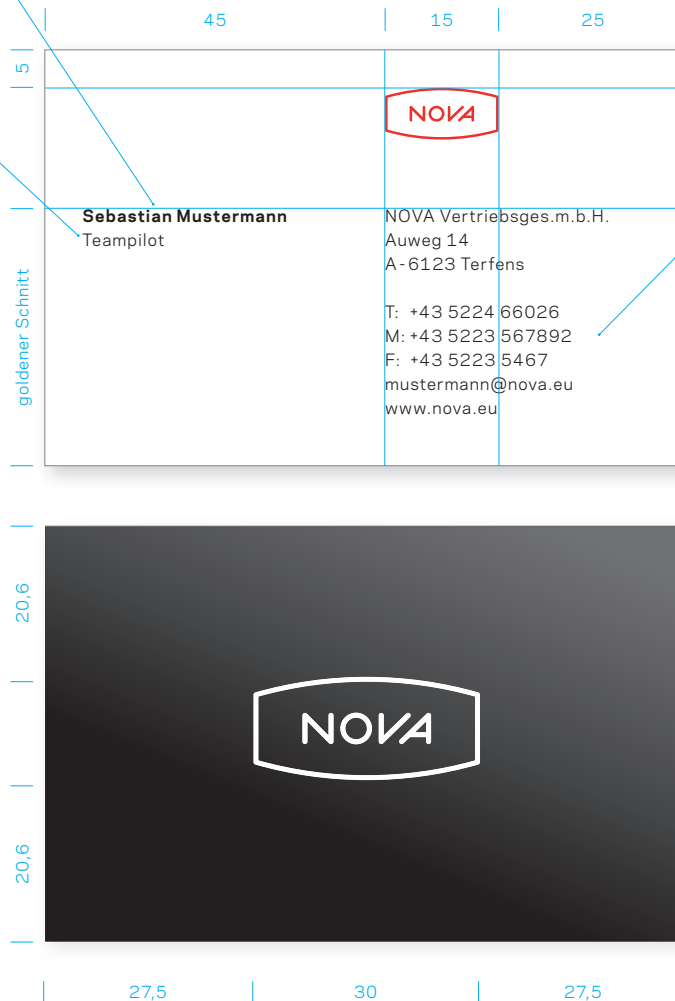 45 15 25
5
NOVA
Sebastian Mustermann
Teampilot
NOVA Vertriebsges.m.b.H.
Auweg 14
A-6123 Terfens
T: +43 5224 66026
M: +43 5223 567892
F: +43 5223 5467
mustermann@nova.eu
www.nova.eu
goldener Schnitt
20,6
NOVA
20,6
27,5 30 27,5